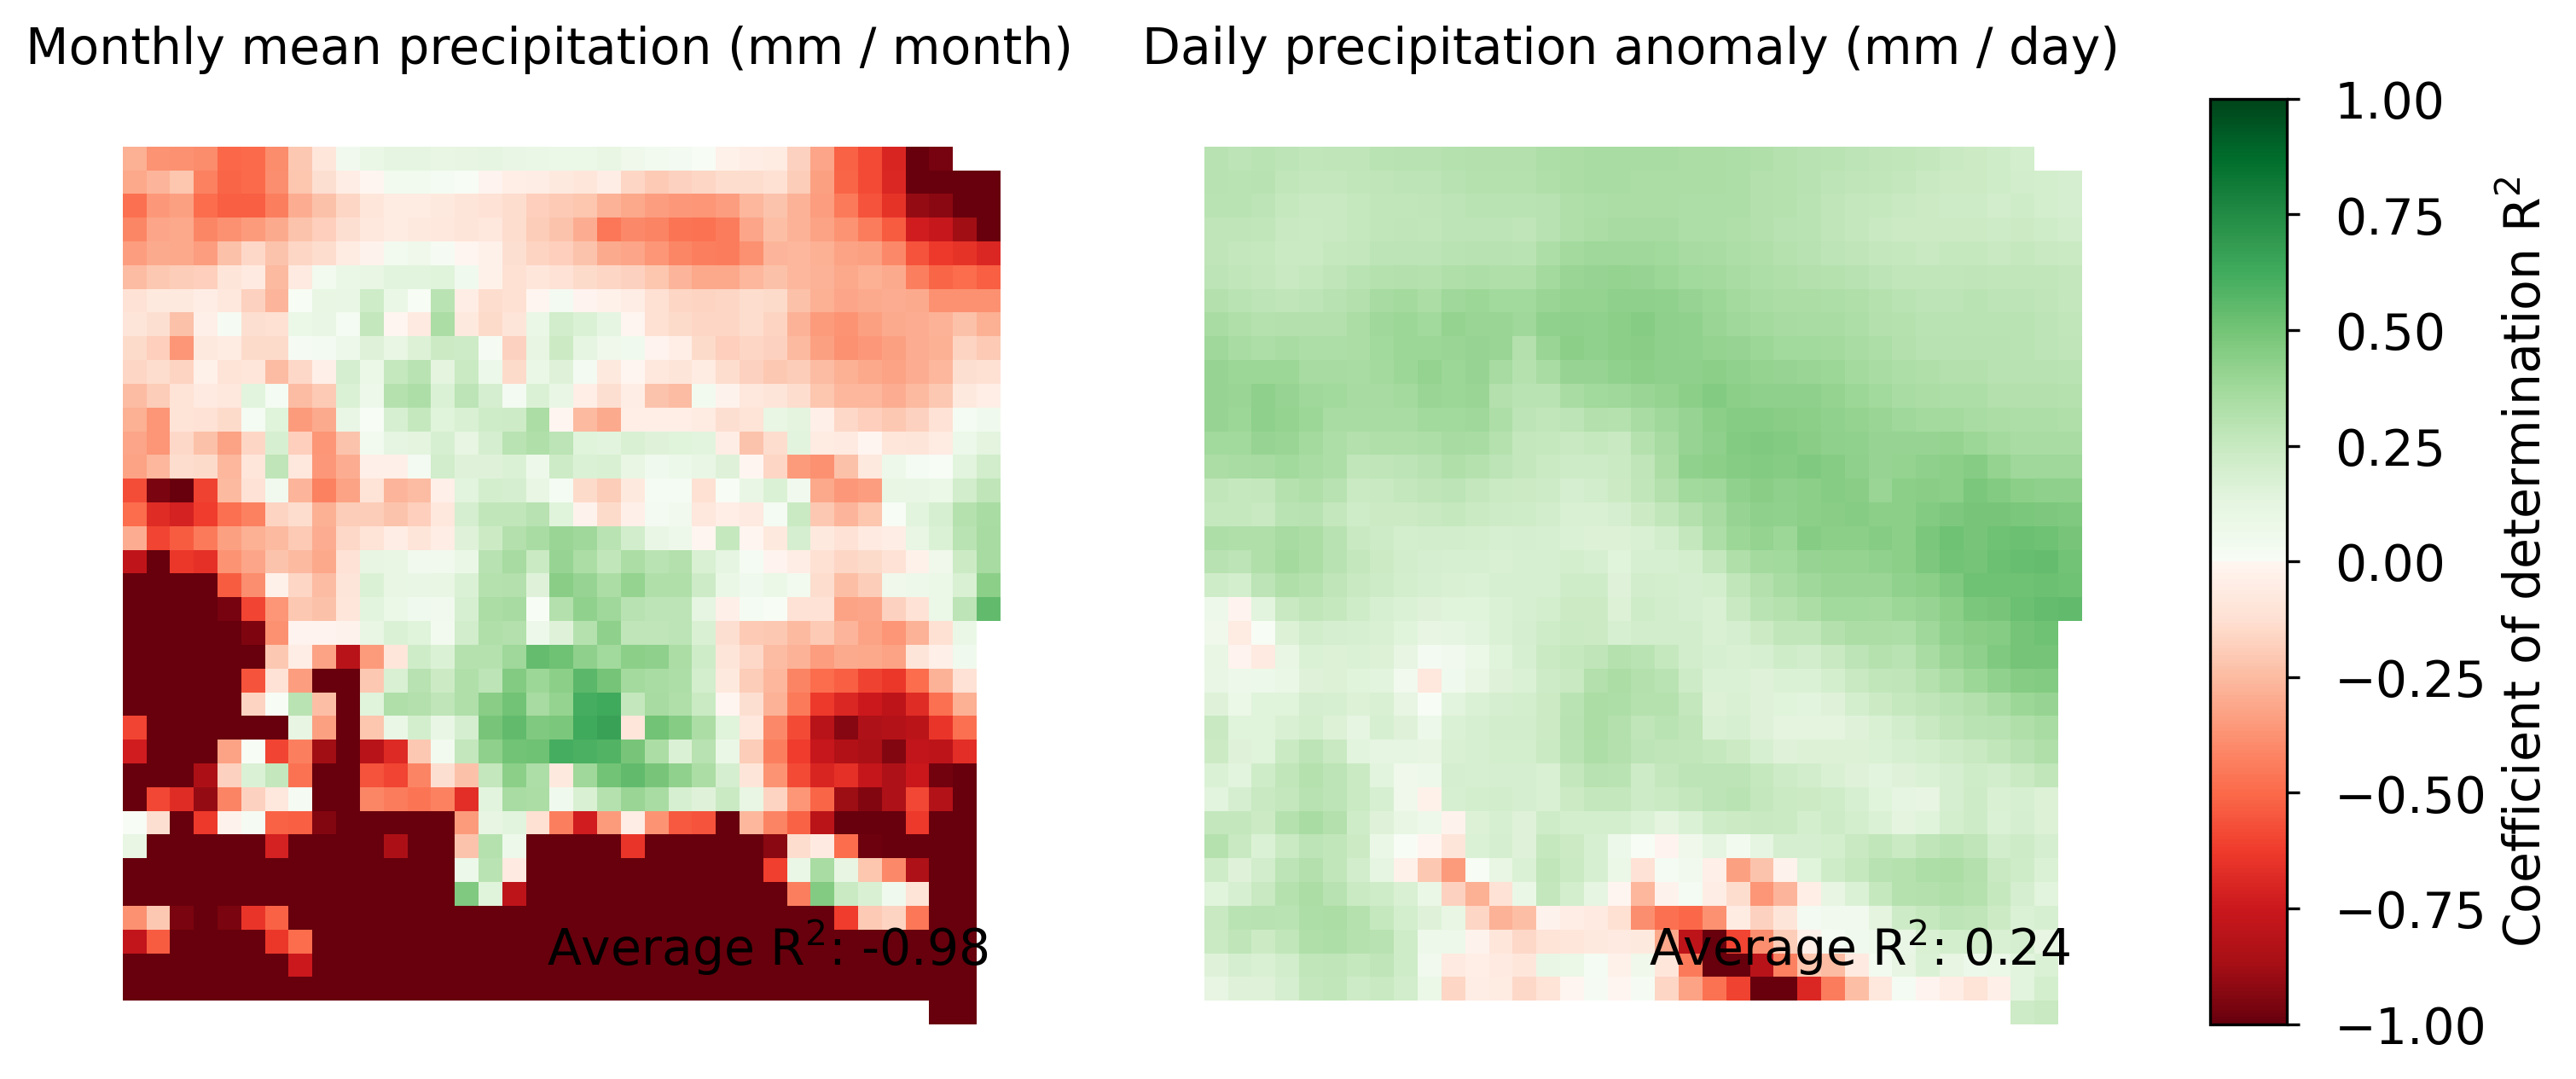 Monthly mean precipitation (mm / month)
Daily precipitation anomaly (mm / day)
Average R²: -0.98
Average R²: 0.24
1.00
0.75
0.50
0.25
0.00
−0.25
−0.50
−0.75
−1.00
Coefficient of determination R²